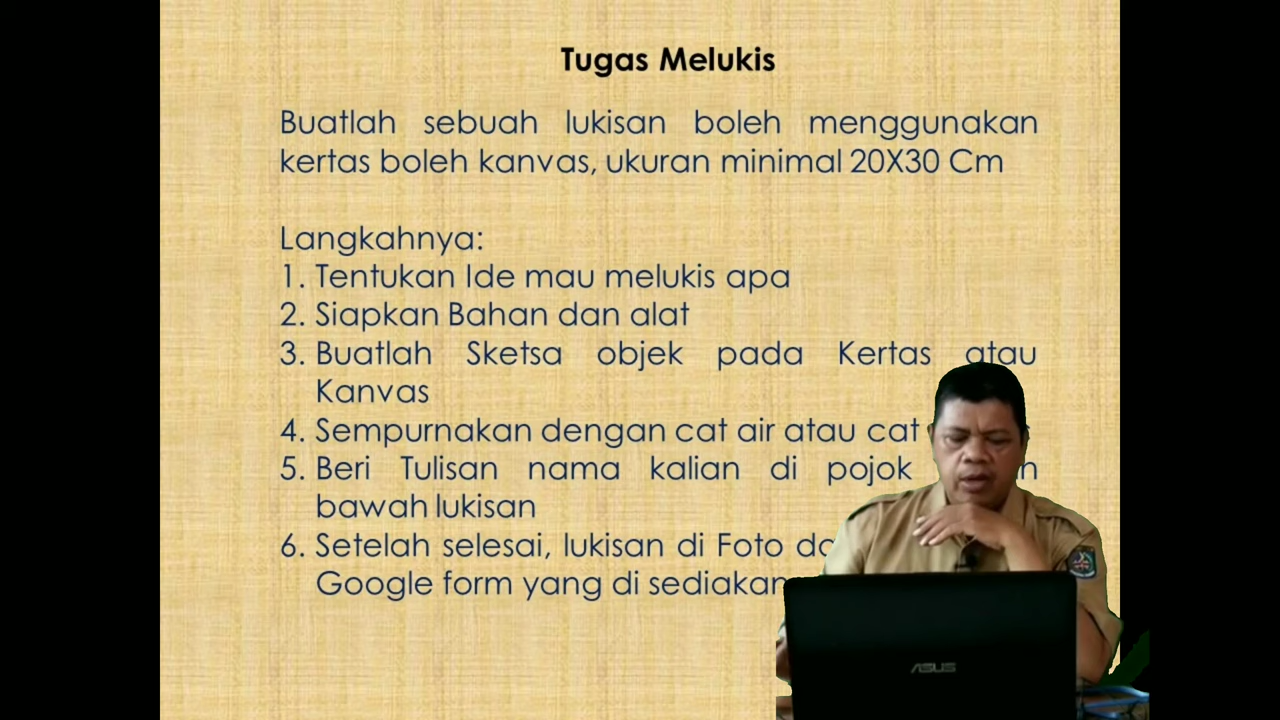 Tugas Melukis
Buatlah sebuah lukisan boleh menggunakan
kertas boleh kanvas, ukuran minimal 20X30 Cm
Langkahnya:
1. Tentukan Ide mau melukis apa
2. Siapkan Bahan dan alat
3. Buatlah Sketsa objek pada Kertas atau
Kanvas
4. Sempurnakan dengan cat air atau cat
5. Beri Tulisan nama kalian di pojok
bawah lukisan
6. Setelah selesai, lukisan di Foto
Google form yang di sediakan
ASUS